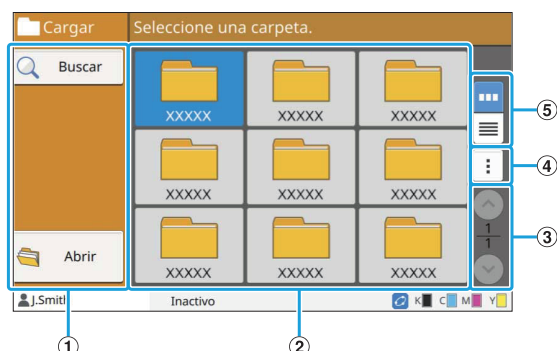 Cargar
Seleccione una carpeta.
Buscar
XXXXX XXXXX XXXXX
XXXXX XXXXX XXXXX
Abrir
XXXXX XXXXX XXXXX
1
1
J.Smith
Inactivo
K C M Y
5
4
3
1
2